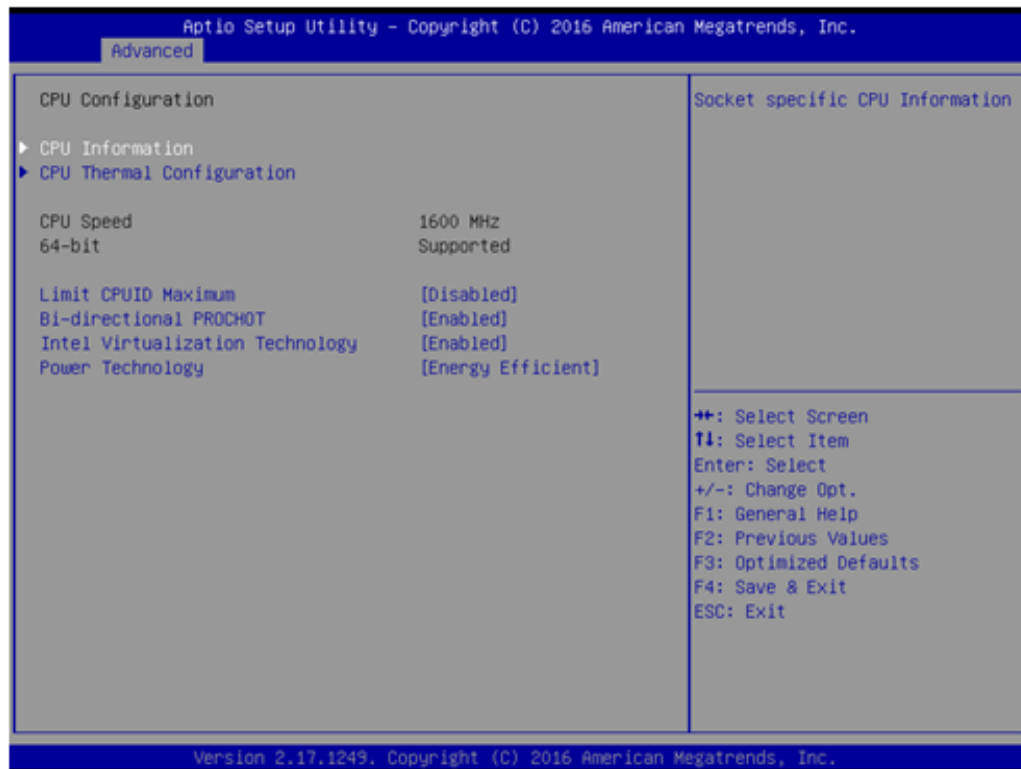 Aptio Setup Utility - Copyright (C) 2016 American Megatrends, Inc.
Advanced
CPU Configuration
CPU Information
CPU Thermal Configuration
CPU Speed 1600 MHz
64-bit Supported
Limit CPUID Maximum [Disabled]
Bi-directional PROCHOT [Enabled]
Intel Virtualization Technology [Enabled]
Power Technology [Energy Efficient]
Socket specific CPU Information
→←: Select Screen
↑↓: Select Item
Enter: Select
+/-: Change Opt.
F1: General Help
F2: Previous Values
F3: Optimized Defaults
F4: Save & Exit
ESC: Exit
Version 2.17.1249. Copyright (C) 2016 American Megatrends, Inc.